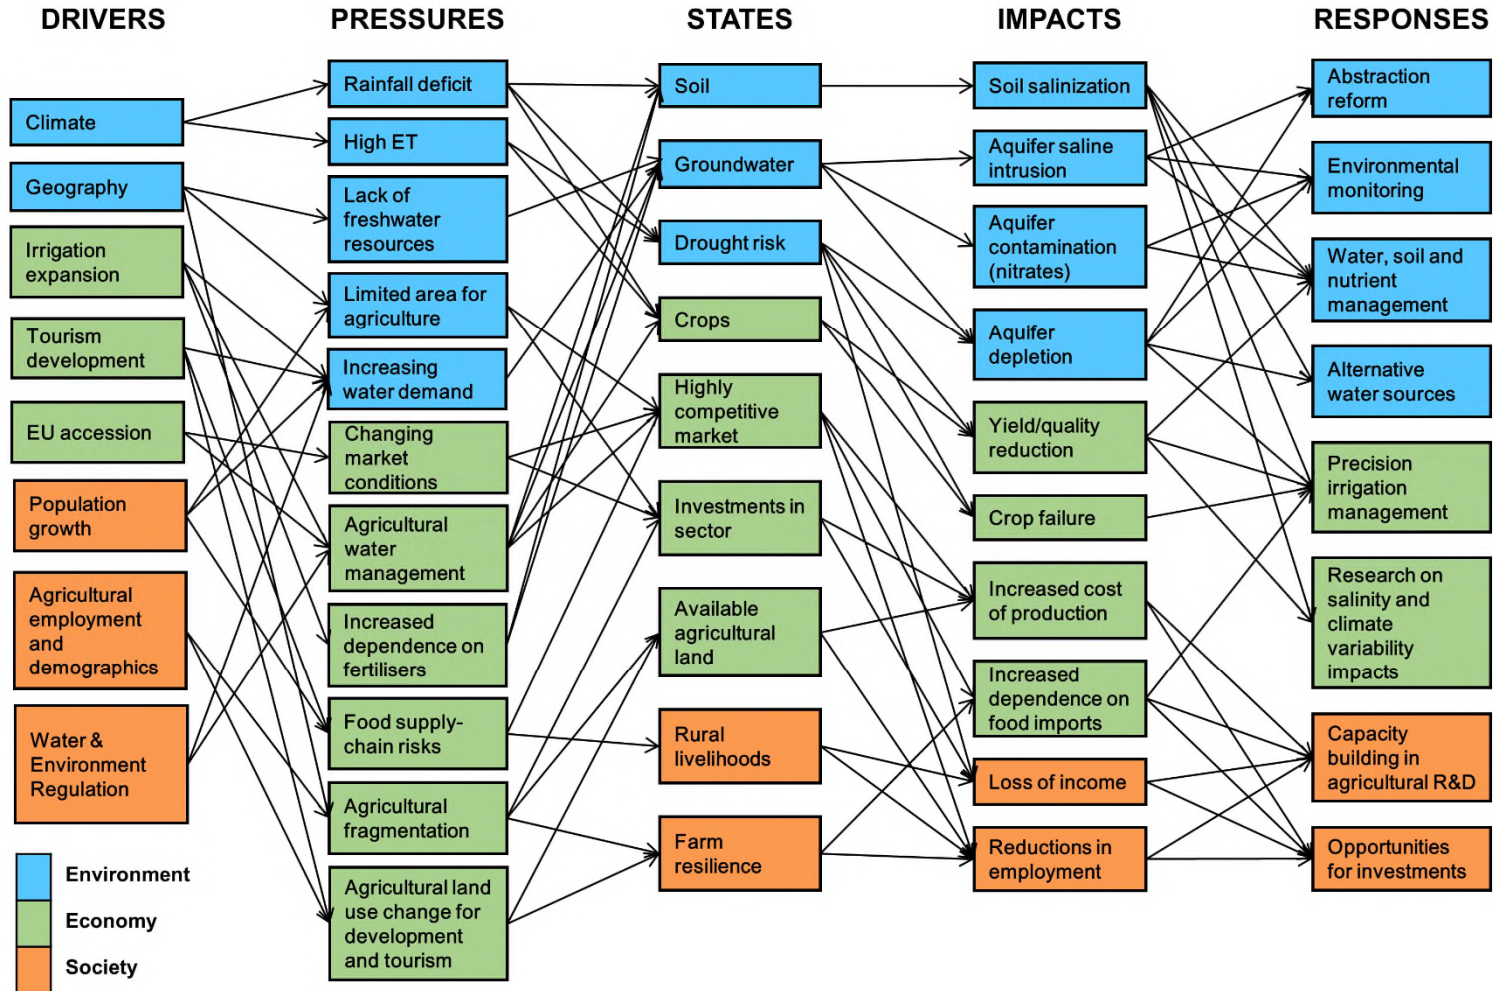 DRIVERS
PRESSURES
STATES
IMPACTS
RESPONSES
Climate
Geography
Irrigation
expansion
Tourism
development
EU accession
Population
growth
Agricultural
employment
and
demographics
Water &
Environment
Regulation
Rainfall deficit
High ET
Lack of
freshwater
resources
Limited area for
agriculture
Increasing
water demand
Changing
market
conditions
Agricultural
water
management
Increased
dependence on
fertilisers
Food supply-
chain risks
Agricultural
fragmentation
Agricultural land
use change for
development
and tourism
Soil
Groundwater
Drought risk
Crops
Highly
competitive
market
Investments in
sector
Available
agricultural
land
Rural
livelihoods
Farm
resilience
Soil salinization
Aquifer saline
intrusion
Aquifer
contamination
(nitrates)
Aquifer
depletion
Yield/quality
reduction
Crop failure
Increased cost
of production
Increased
dependence on
food imports
Loss of income
Reductions in
employment
Abstraction
reform
Environmental
monitoring
Water, soil and
nutrient
management
Alternative
water sources
Precision
irrigation
management
Research on
salinity and
climate
variability
impacts
Capacity
building in
agricultural R&D
Opportunities
for investments
Environment
Economy
Society